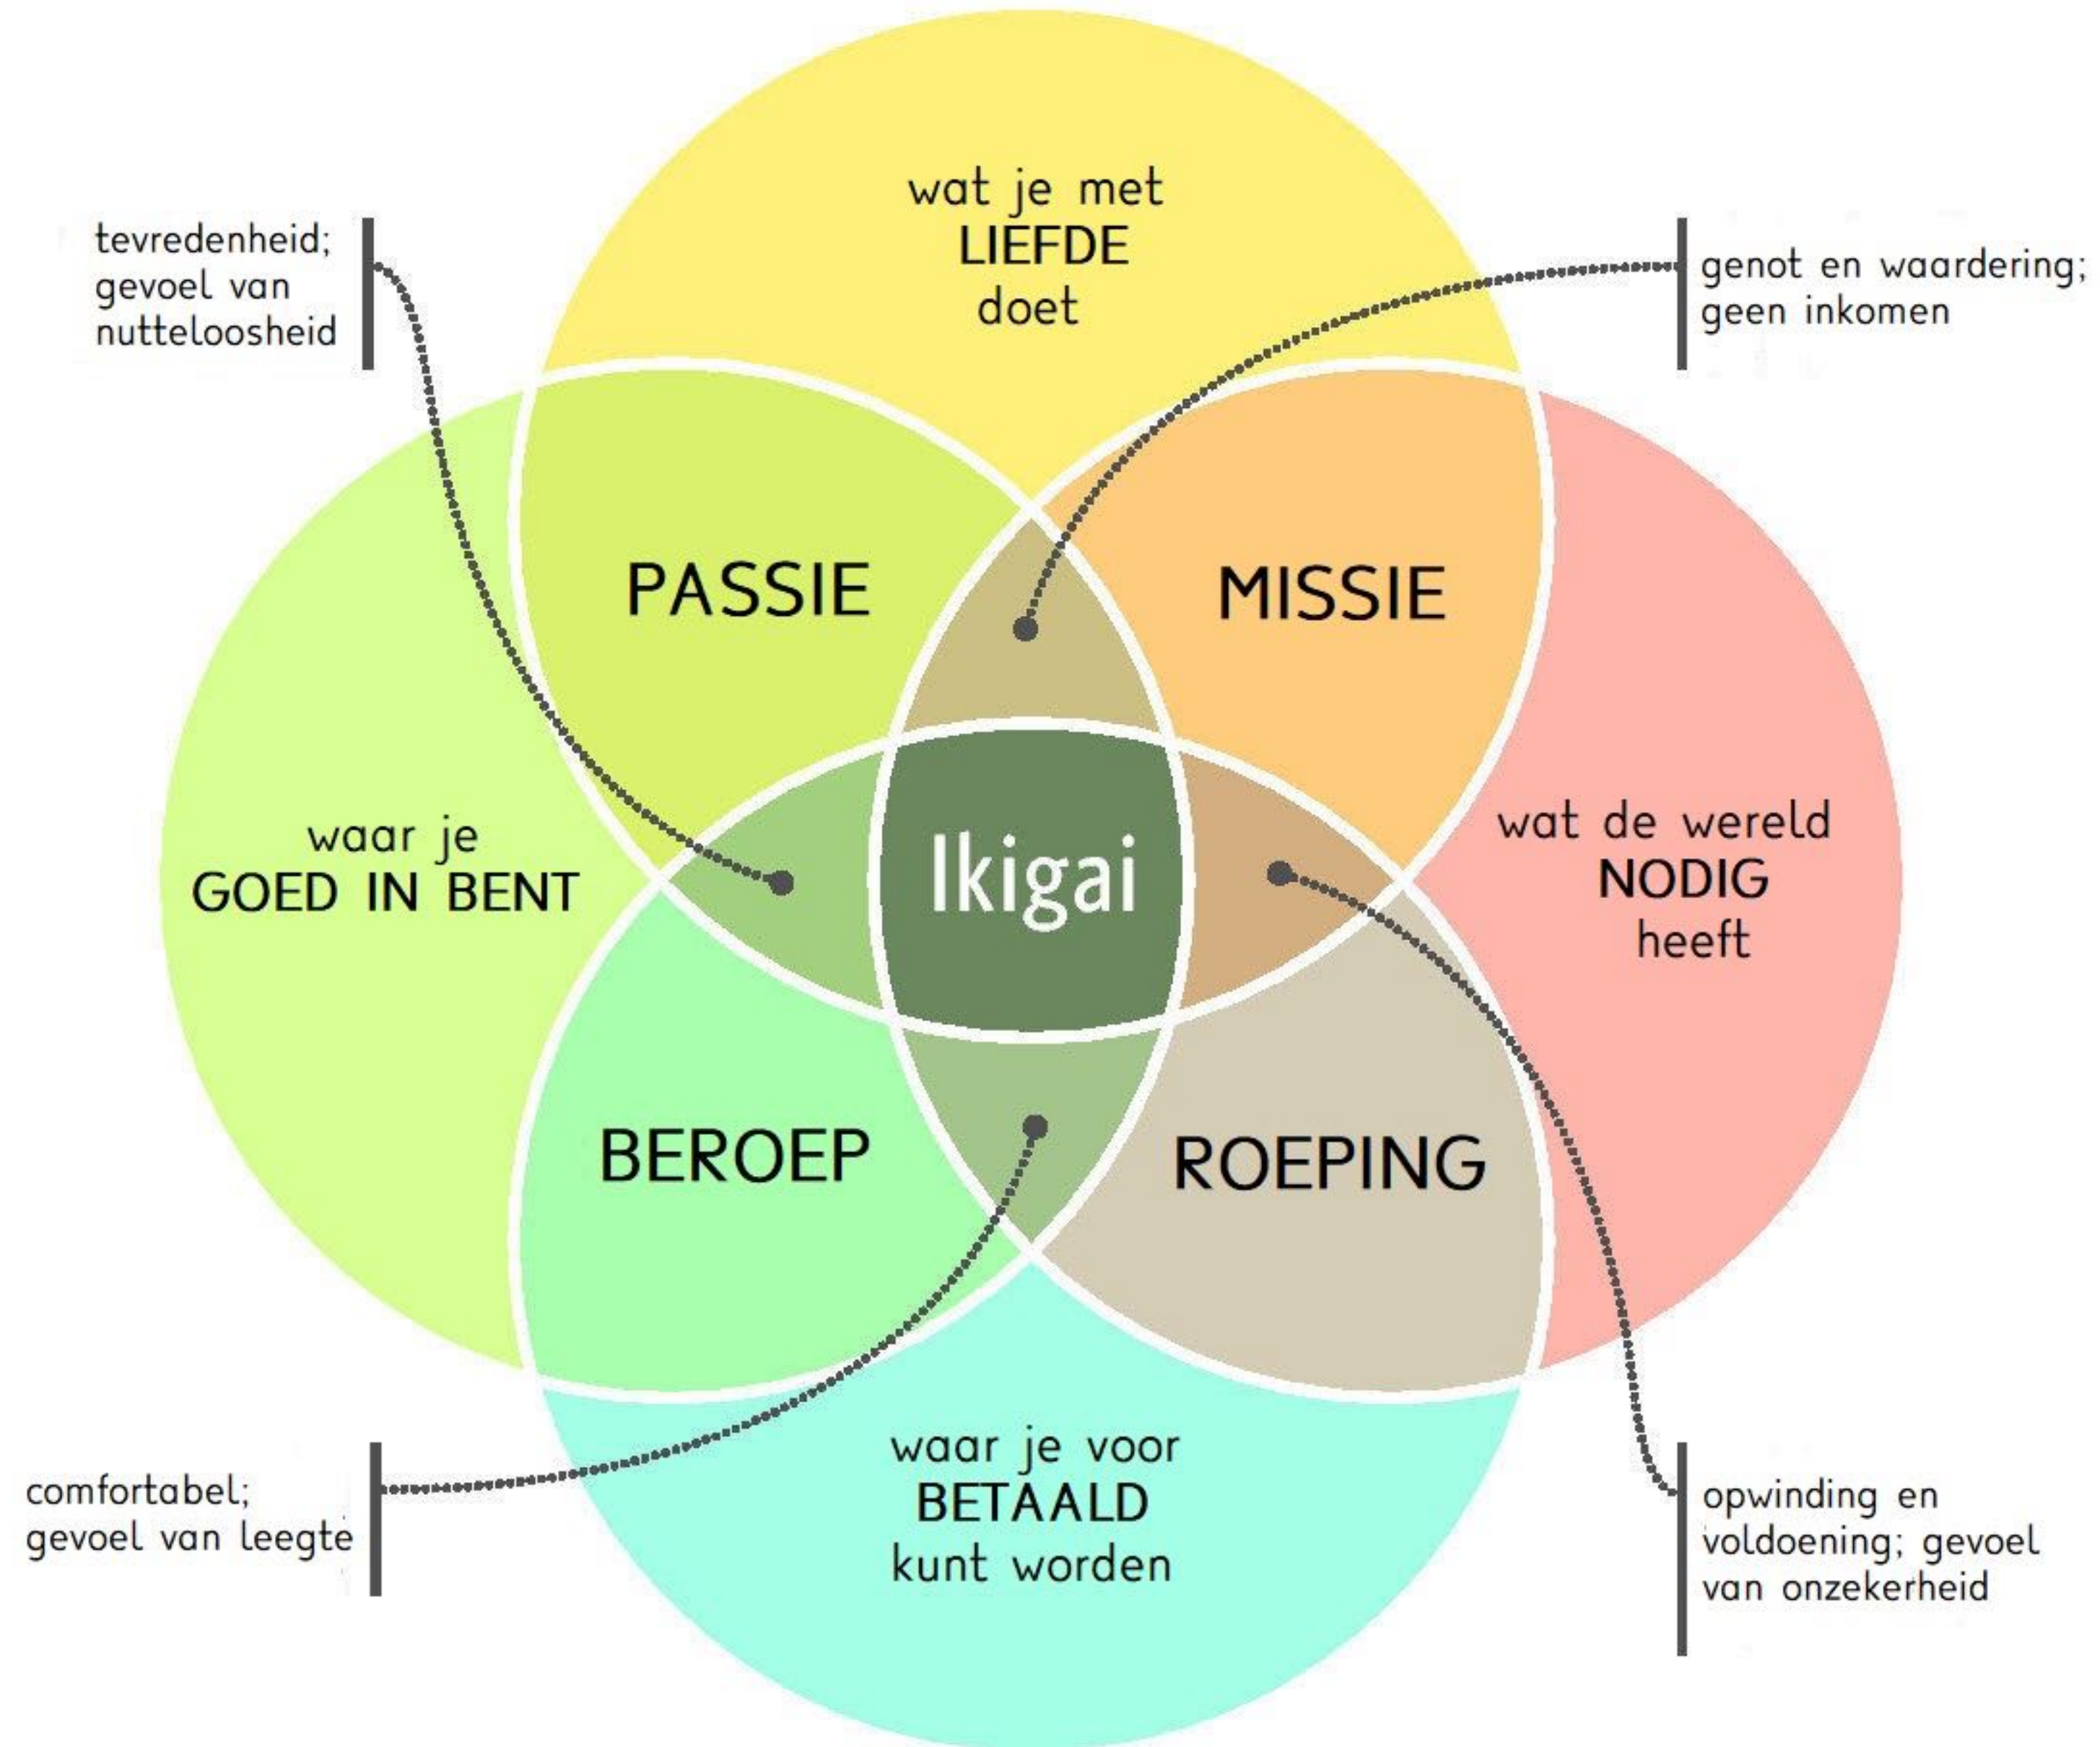 wat je met
LIEFDE
doet
tevredenheid;
gevoel van
nutteloosheid
genot en waardering;
geen inkomen
PASSIE
MISSIE
waar je
GOED IN BENT
Ikigai
wat de wereld
NODIG
heeft
BEROEP
ROEPING
waar je voor
BETAALD
kunt worden
comfortabel;
gevoel van leegte
opwinding en
voldoening; gevoel
van onzekerheid